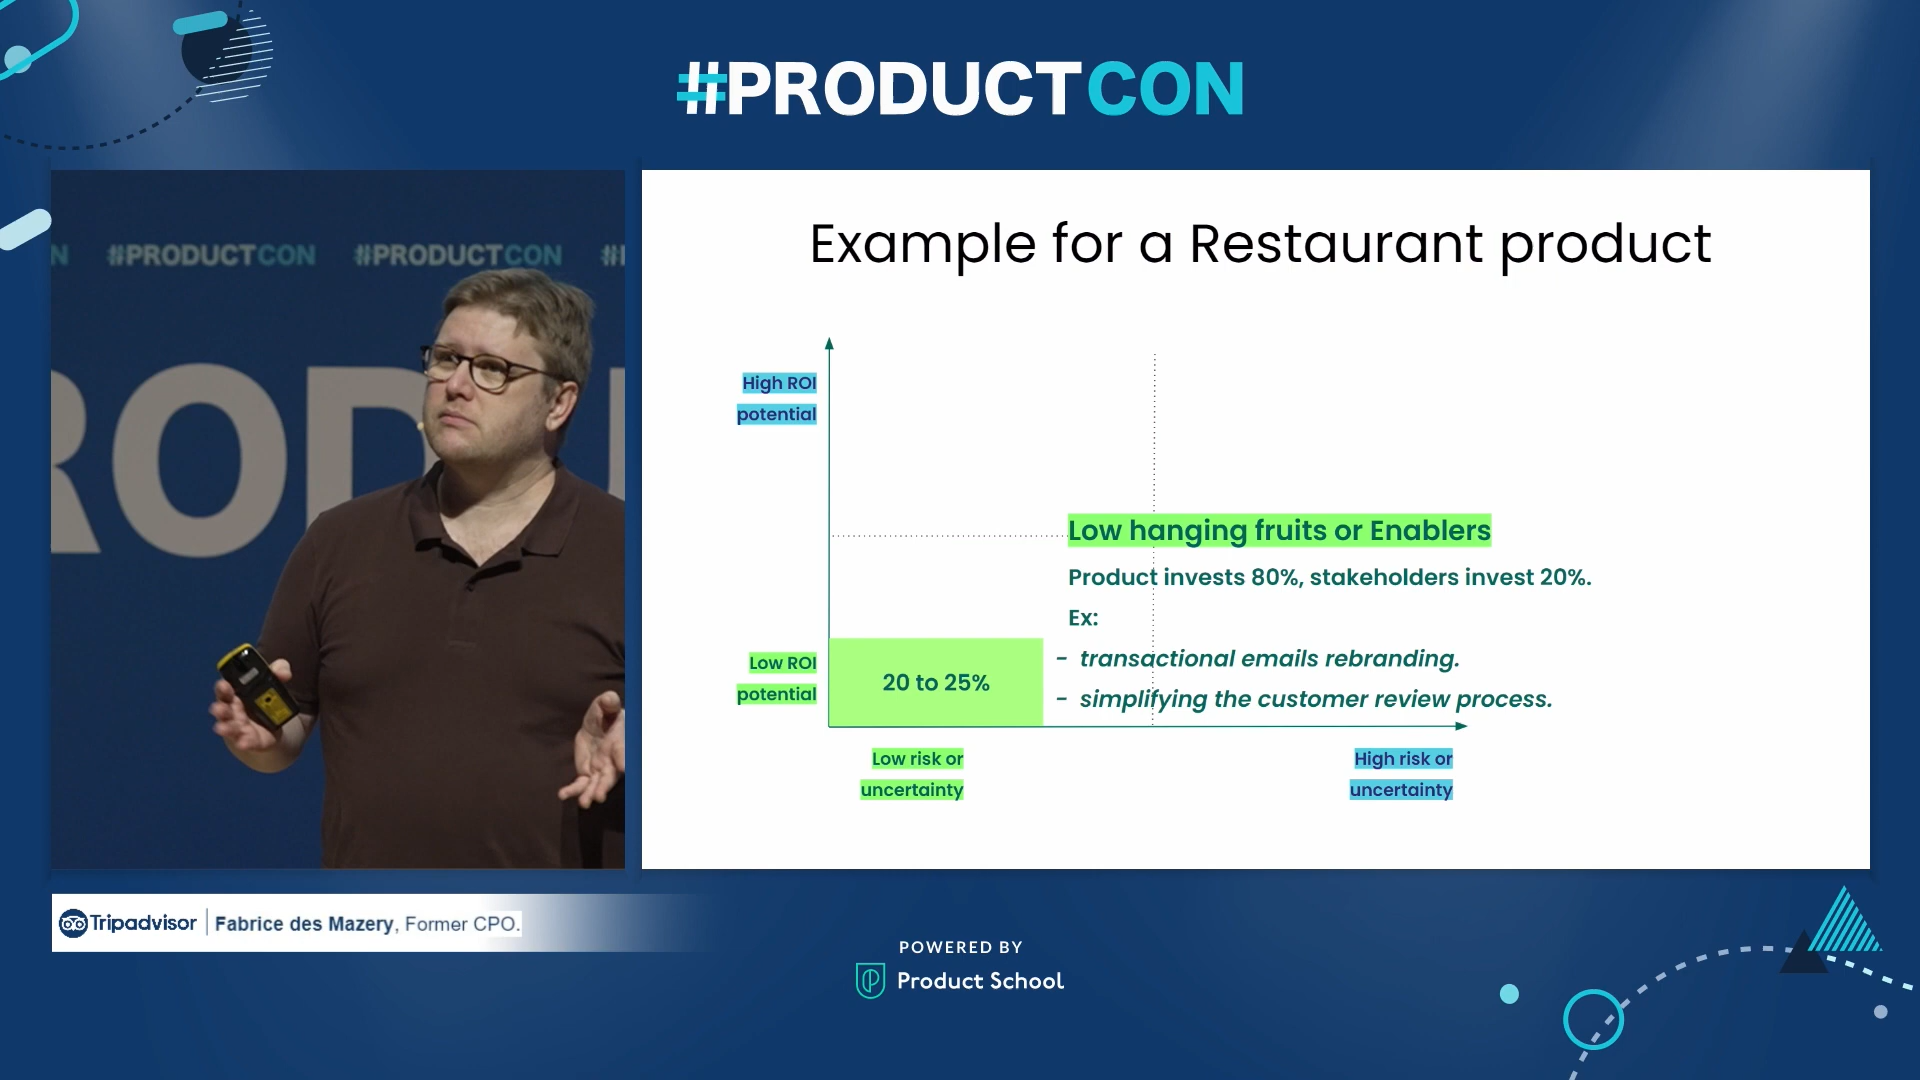 #PRODUCTCON
N #PRODUCTCON #PRODUCTCON #
ROD
Example for a Restaurant product
High ROI
potential
Low hanging fruits or Enablers
Product invests 80%, stakeholders invest 20%.
Ex:
- transactional emails rebranding.
- simplifying the customer review process.
Low ROI
potential
20 to 25%
Low risk or
uncertainty
High risk or
uncertainty
Tripadvisor | Fabrice des Mazery, Former CPO.
POWERED BY
Product School